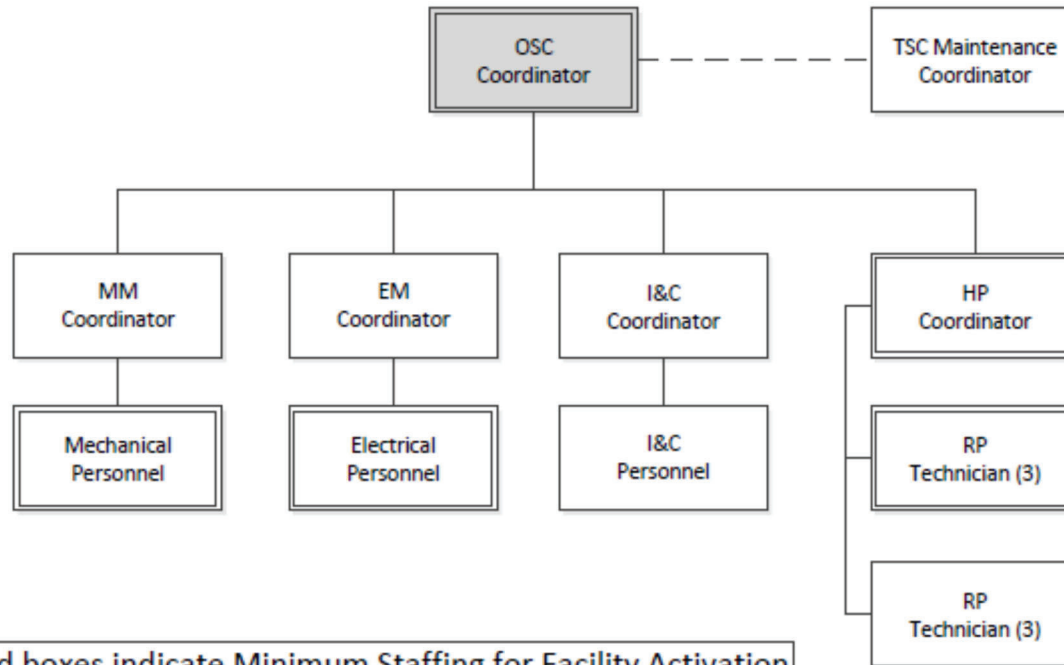 OSC
Coordinator
TSC Maintenance
Coordinator
MM
Coordinator
EM
Coordinator
I&C
Coordinator
HP
Coordinator
Mechanical
Personnel
Electrical
Personnel
I&C
Personnel
RP
Technician (3)
RP
Technician (3)
boxes indicate Minimum Staffing for Facility Activation